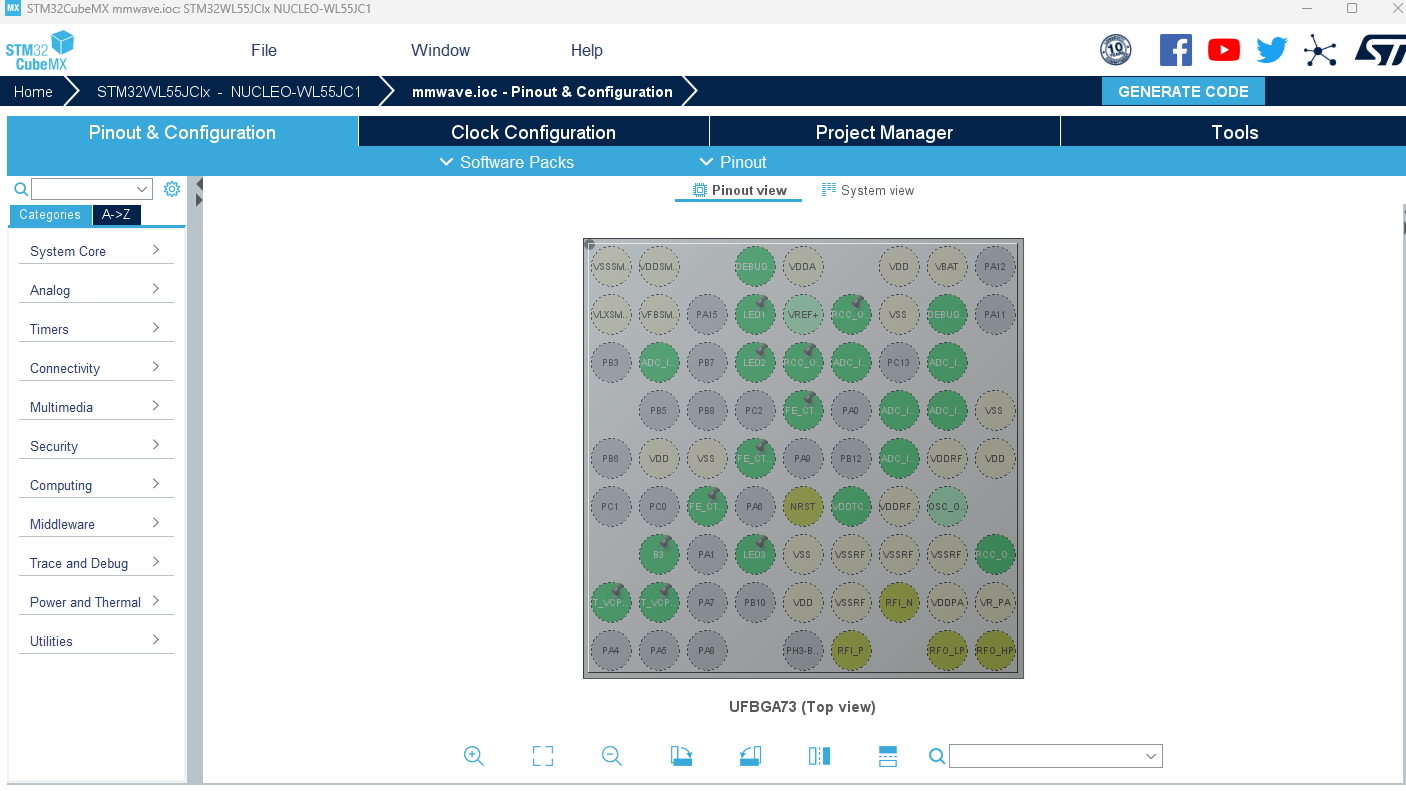 MX STM32CubeMX mmwave.ioc: STM32WL55JCIx NUCLEO-WL55JC1
STM32
CubeMX
File Window Help
10
Home STM32WL55JCIx - NUCLEO-WL55JC1 mmwave.ioc - Pinout & Configuration GENERATE CODE
Pinout & Configuration Clock Configuration Project Manager Tools
Software Packs Pinout
Pinout view System view
Categories A->Z
System Core
Analog
Timers
Connectivity
Multimedia
Security
Computing
Middleware
Trace and Debug
Power and Thermal
Utilities
VSSSM.. VDDSM.. DEBUG.. VDDA VDD VBAT PA12
VLXSM.. VFBSM.. PA15 LED1 VREF+ RCC_O.. VSS DEBUG.. PA11
PB3 ADC_I.. PB7 LED2 RCC_O.. ADC_I.. PC13 ADC_I..
PB5 PB8 PC2 FE_CT.. PA0 ADC_I.. ADC_I.. VSS
PB6 VDD VSS FE_CT.. PA9 PB12 ADC_I.. VDDRF VDD
PC1 PC0 FE_CT.. PA6 NRST VDDTC.. VDDRF.. OSC_O..
B3 PA1 LED3 VSS VSSRF VSSRF VSSRF RCC_O..
T_VCP.. T_VCP.. PA7 PB10 VDD VSSRF RFI_N VDDPA VR_PA
PA4 PA5 PA8 PH3-B.. RFI_P RFO_LP RFO_HP
UFBGA73 (Top view)